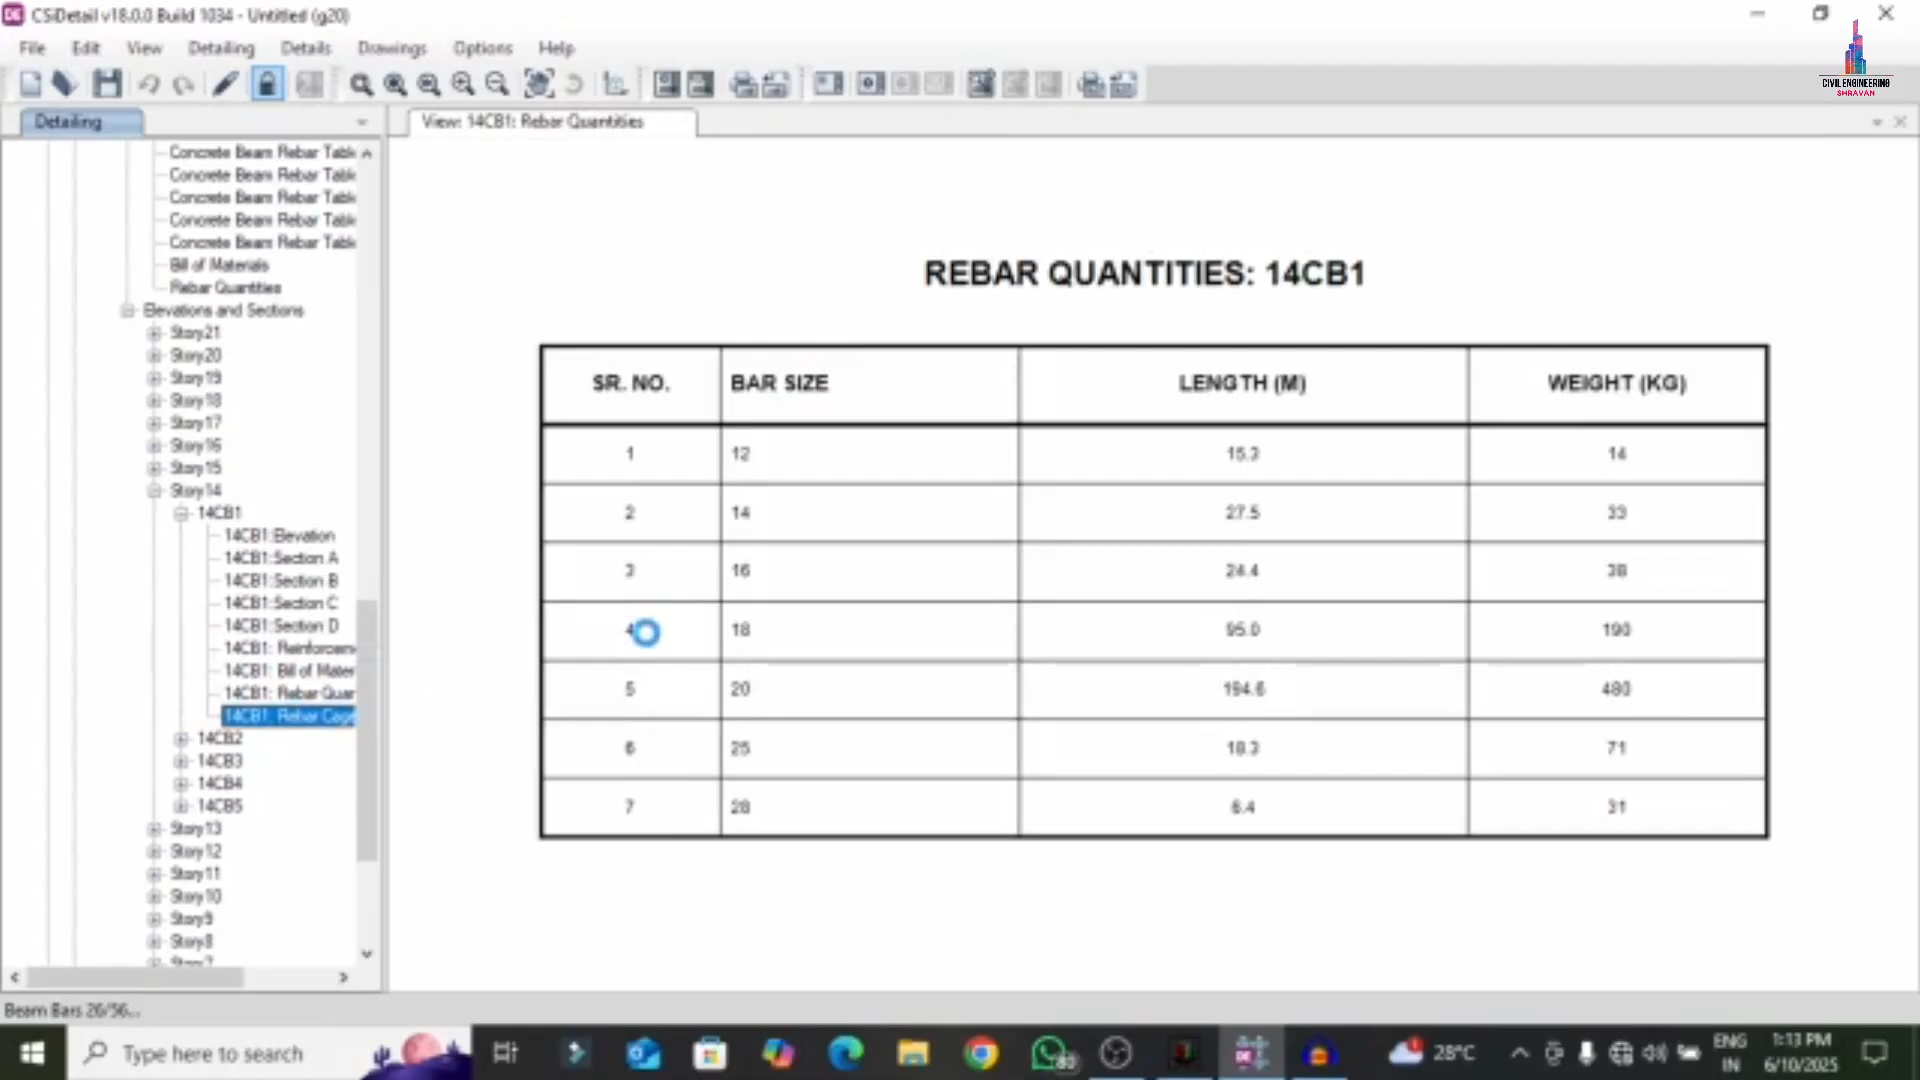 CSiDetail v18.0.0 Build 1034 - Untitled (g20)
File Edit View Detailing Details Drawings Options Help
CIVIL ENGINEERING
SHRAVAN
Detailing
View: 14CB1: Rebar Quantities
Concrete Beam Rebar Table
Concrete Beam Rebar Table
Concrete Beam Rebar Table
Concrete Beam Rebar Table
Concrete Beam Rebar Table
Bill of Materials
Rebar Quantities
Elevations and Sections
Story21
Story20
Story19
Story18
Story17
Story16
Story15
Story14
14CB1
14CB1:Elevation
14CB1:Section A
14CB1:Section B
14CB1:Section C
14CB1:Section D
14CB1: Reinforcem
14CB1: Bill of Mater
14CB1: Rebar Quar
14CB1: Rebar Cage
14CB2
14CB3
14CB4
14CB5
Story13
Story12
Story11
Story10
Story9
Story8
Story7
REBAR QUANTITIES: 14CB1
SR. NO. BAR SIZE LENGTH (M) WEIGHT (KG)
1 12 15.3 14
2 14 27.5 33
3 16 24.4 38
4 18 95.0 190
5 20 194.6 480
6 25 18.3 71
7 28 6.4 31
Beam Bars 26/56...
Type here to search
80
28°C
ENG
IN
1:13 PM
6/10/2025